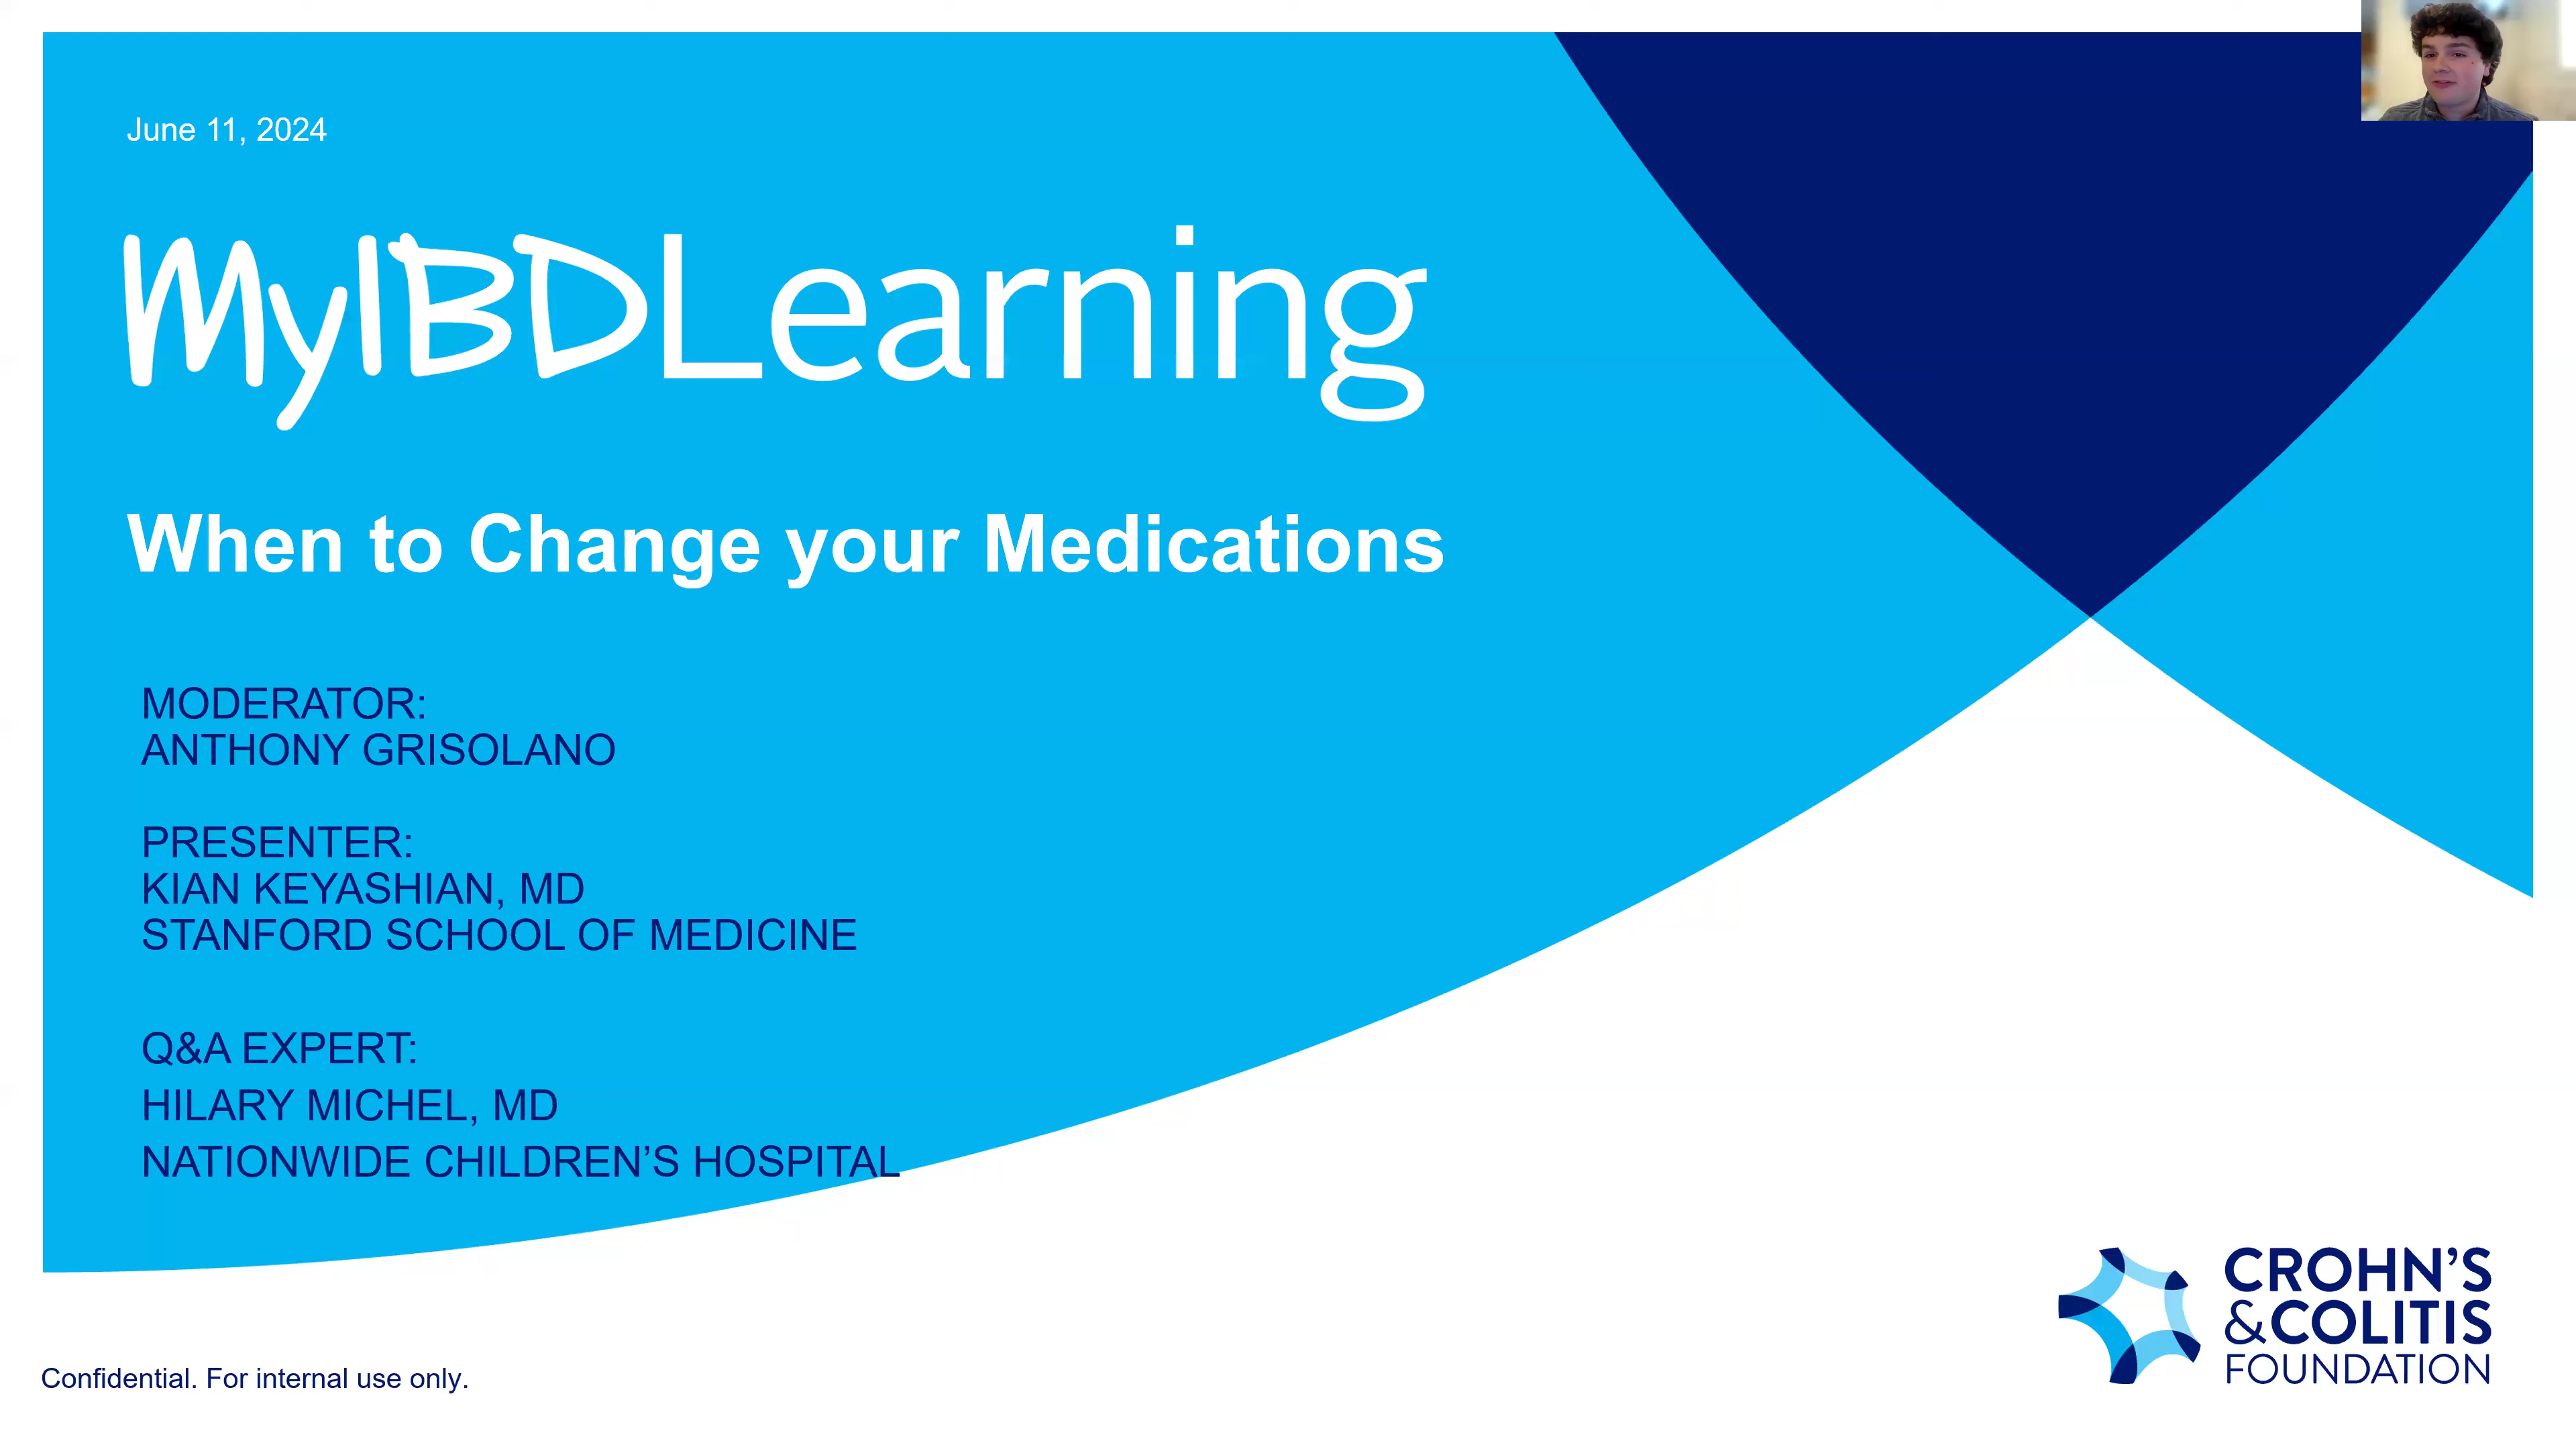 June 11, 2024
MyIBDLearning
When to Change your Medications
MODERATOR:
ANTHONY GRISOLANO
PRESENTER:
KIAN KEYASHIAN, MD
STANFORD SCHOOL OF MEDICINE
Q&A EXPERT:
HILARY MICHEL, MD
NATIONWIDE CHILDREN’S HOSPITAL
CROHN’S
&COLITIS
FOUNDATION
Confidential. For internal use only.